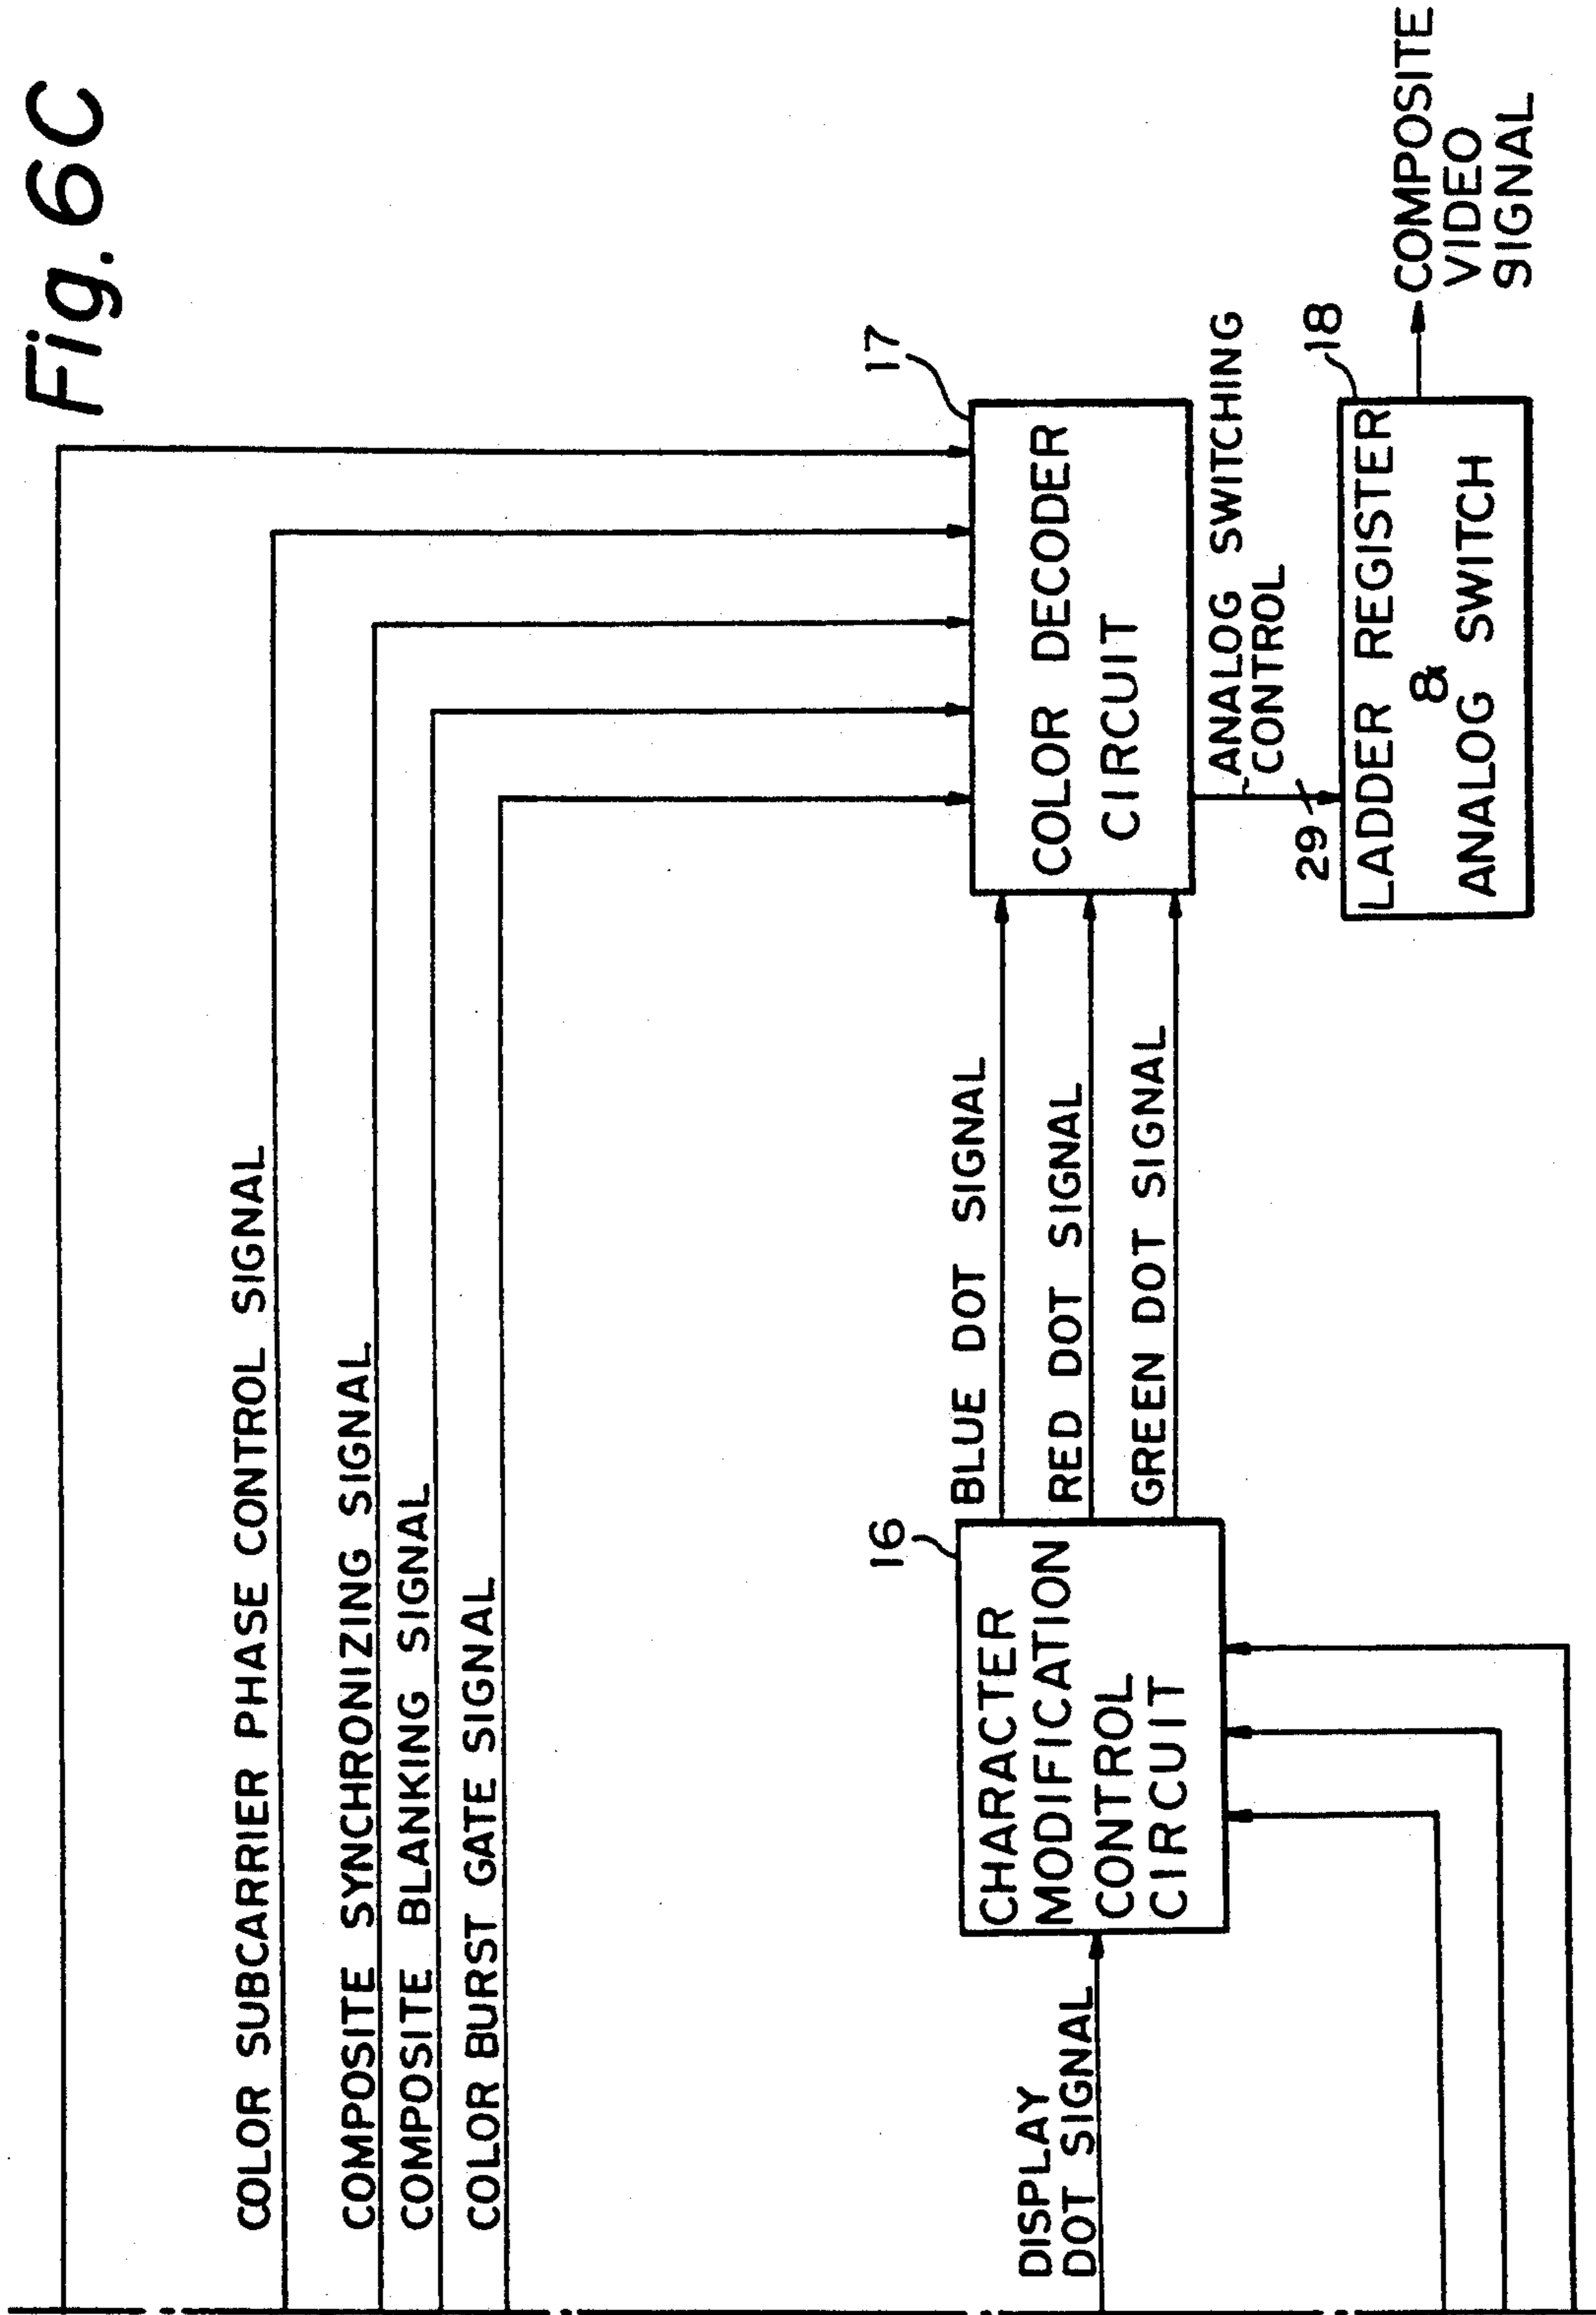 Fig. 6C
COLOR SUBCARRIER PHASE CONTROL SIGNAL
COMPOSITE SYNCHRONIZING SIGNAL
COMPOSITE BLANKING SIGNAL
COLOR BURST GATE SIGNAL
17
COLOR DECODER
CIRCUIT
BLUE DOT SIGNAL
RED DOT SIGNAL
GREEN DOT SIGNAL
16
CHARACTER
MODIFICATION
CONTROL
CIRCUIT
DISPLAY
DOT SIGNAL
ANALOG SWITCHING
CONTROL
29
18
LADDER REGISTER
&
ANALOG SWITCH
COMPOSITE
VIDEO
SIGNAL